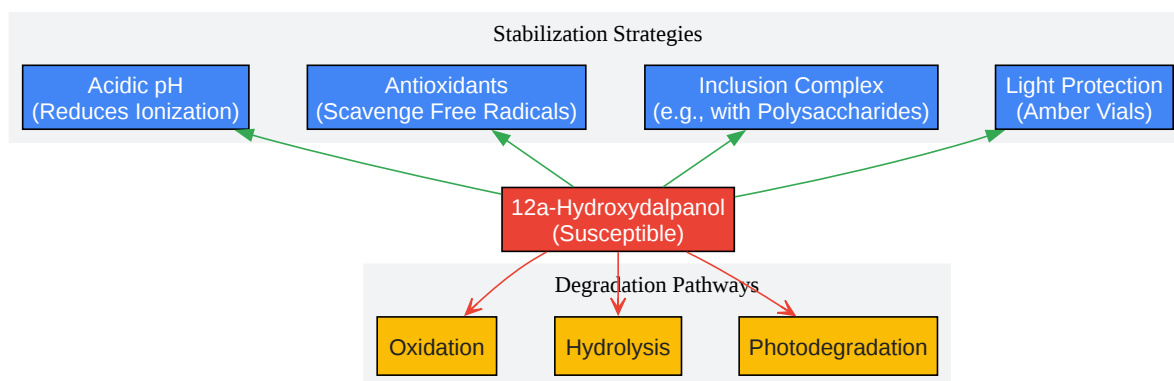 Stabilization Strategies
Acidic pH
(Reduces Ionization)
Antioxidants
(Scavenge Free Radicals)
Inclusion Complex
(e.g., with Polysaccharides)
Light Protection
(Amber Vials)
12a-Hydroxydalpanol
(Susceptible)
Degradation Pathways
Oxidation
Hydrolysis
Photodegradation